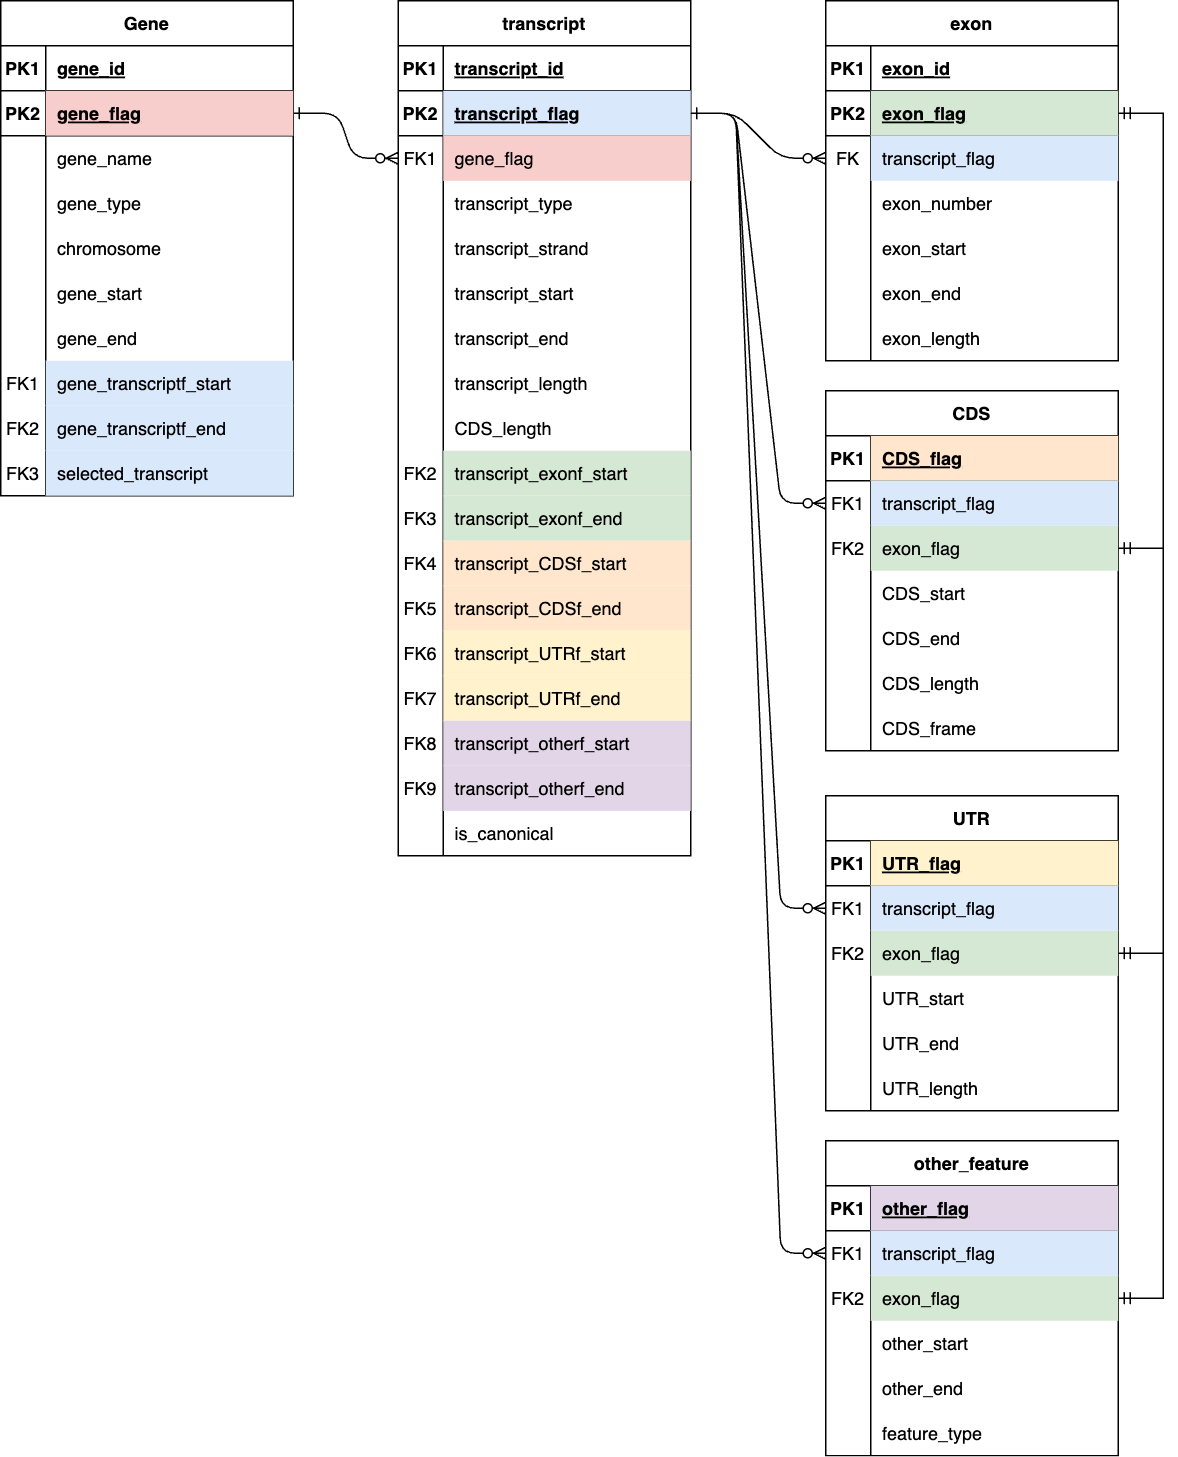 Gene
PK1 gene_id
PK2 gene_flag
gene_name
gene_type
chromosome
gene_start
gene_end
FK1 gene_transcriptf_start
FK2 gene_transcriptf_end
FK3 selected_transcript
transcript
PK1 transcript_id
PK2 transcript_flag
FK1 gene_flag
transcript_type
transcript_strand
transcript_start
transcript_end
transcript_length
CDS_length
FK2 transcript_exonf_start
FK3 transcript_exonf_end
FK4 transcript_CDSf_start
FK5 transcript_CDSf_end
FK6 transcript_UTRf_start
FK7 transcript_UTRf_end
FK8 transcript_otherf_start
FK9 transcript_otherf_end
is_canonical
exon
PK1 exon_id
PK2 exon_flag
FK transcript_flag
exon_number
exon_start
exon_end
exon_length
CDS
PK1 CDS_flag
FK1 transcript_flag
FK2 exon_flag
CDS_start
CDS_end
CDS_length
CDS_frame
UTR
PK1 UTR_flag
FK1 transcript_flag
FK2 exon_flag
UTR_start
UTR_end
UTR_length
other_feature
PK1 other_flag
FK1 transcript_flag
FK2 exon_flag
other_start
other_end
feature_type